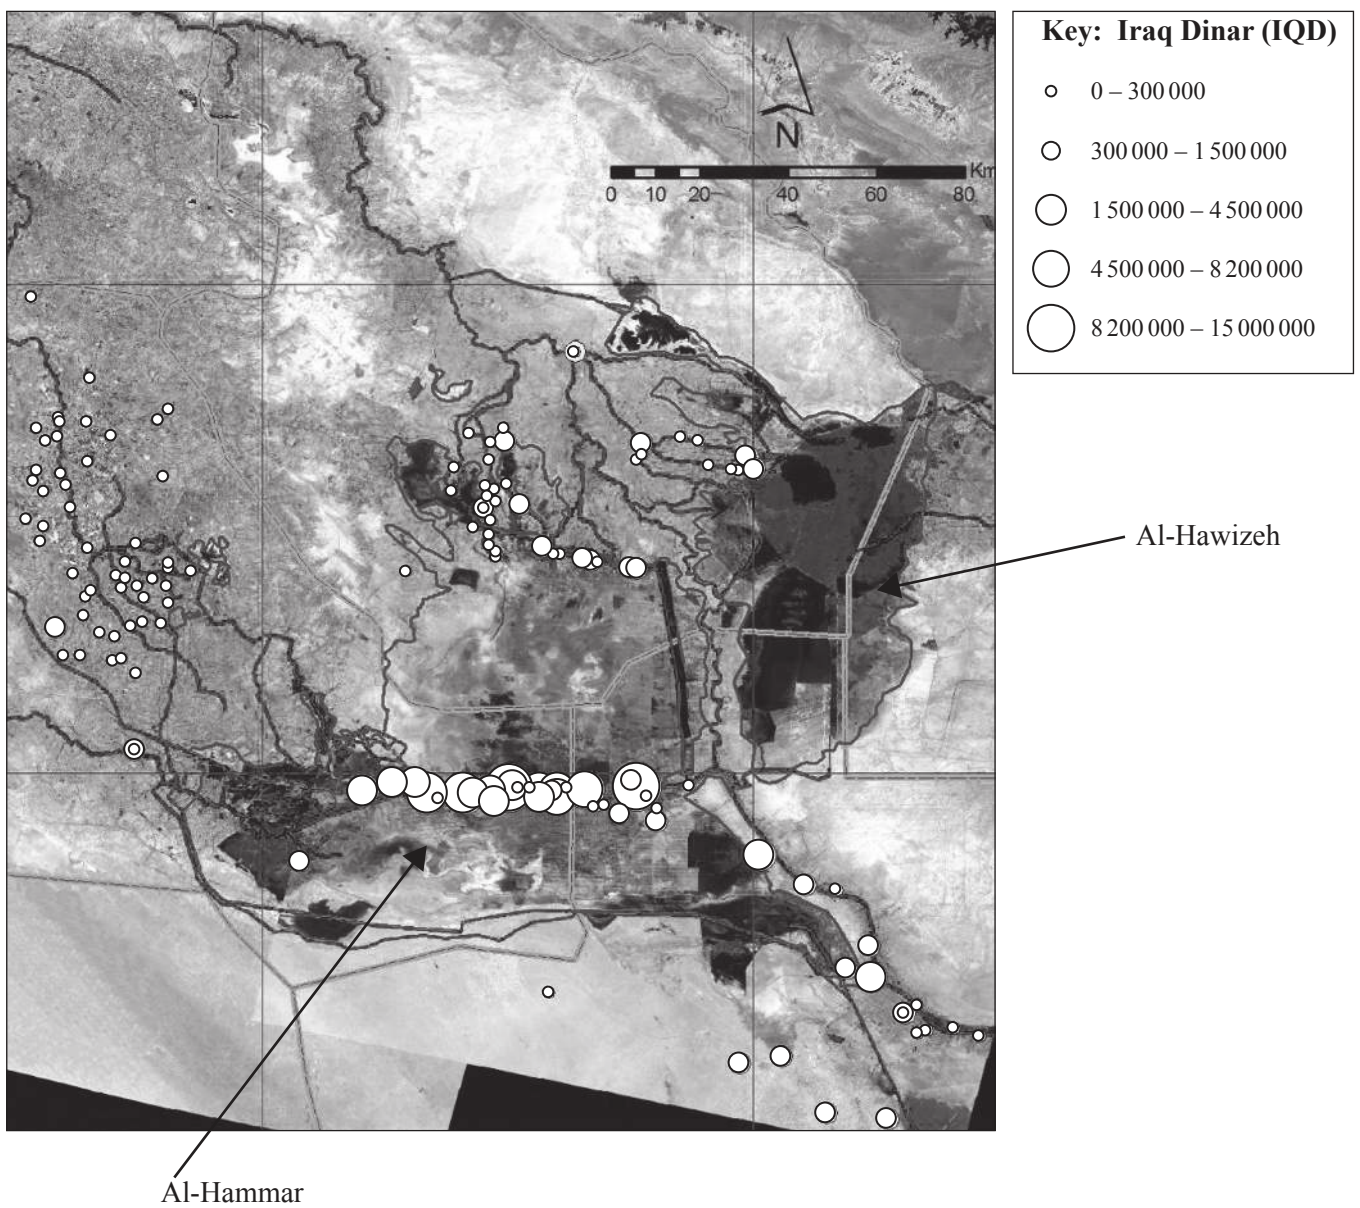 Key: Iraq Dinar (IQD)
0 – 300 000
300 000 – 1 500 000
1 500 000 – 4 500 000
4 500 000 – 8 200 000
8 200 000 – 15 000 000
N
Km
0 10 20 40 60 80
Al-Hawizeh
Al-Hammar